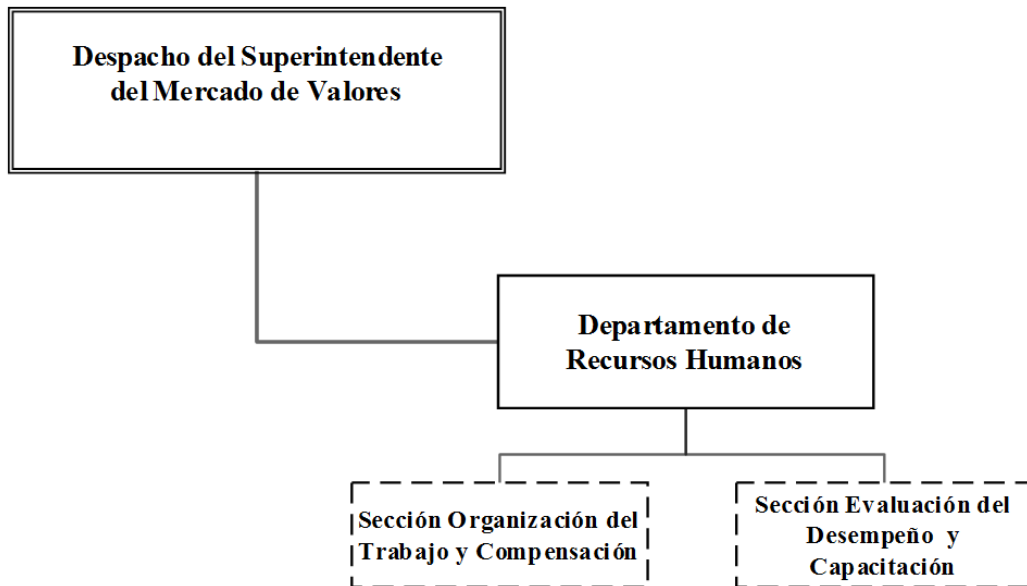 Despacho del Superintendente
del Mercado de Valores
Departamento de
Recursos Humanos
Sección Organización del
Trabajo y Compensación
Sección Evaluación del
Desempeño y
Capacitación